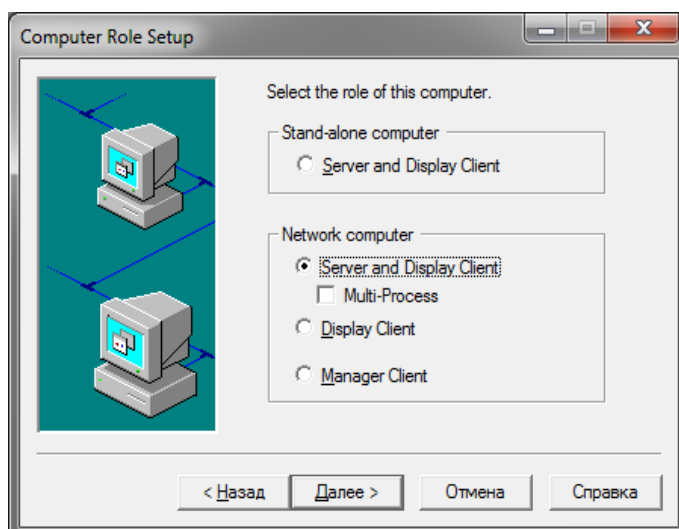 Computer Role Setup
Select the role of this computer.
Stand-alone computer
Server and Display Client
Network computer
Server and Display Client
Multi-Process
Display Client
Manager Client
< Назад
Далее >
Отмена
Справка